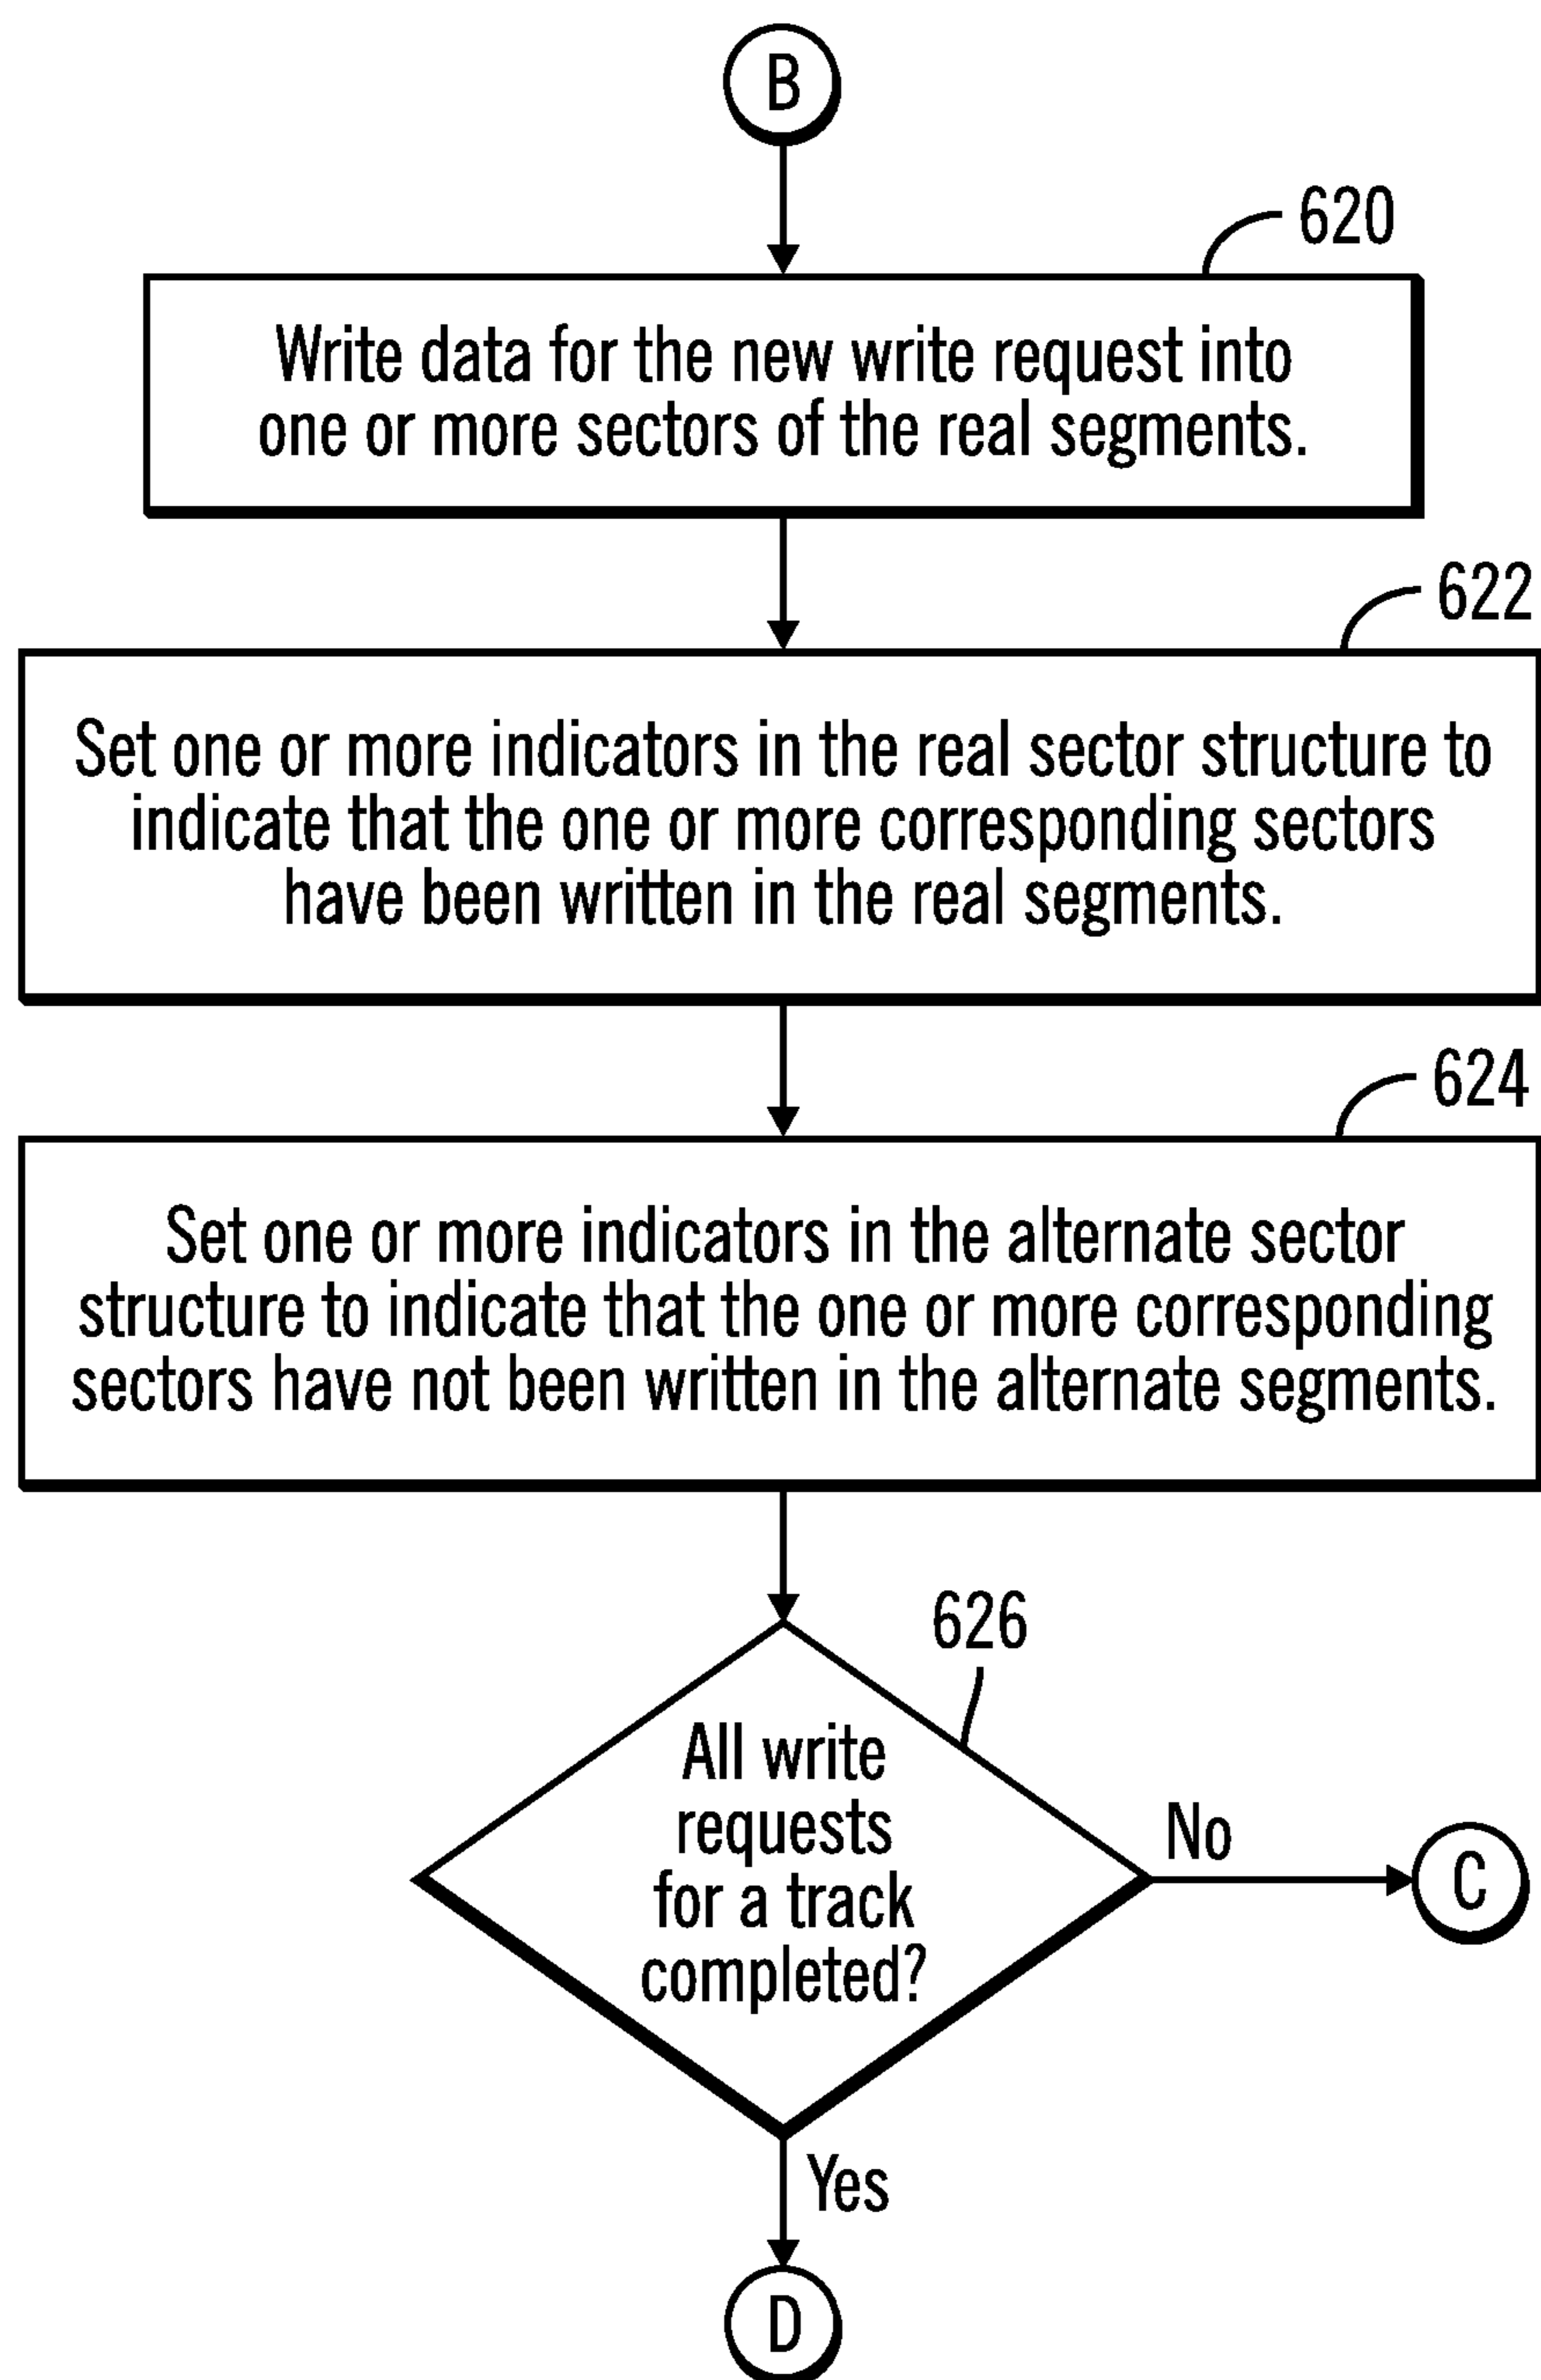 B
620
Write data for the new write request into
one or more sectors of the real segments.
622
Set one or more indicators in the real sector structure to
indicate that the one or more corresponding sectors
have been written in the real segments.
624
Set one or more indicators in the alternate sector
structure to indicate that the one or more corresponding
sectors have not been written in the alternate segments.
626
All write
requests
for a track
completed?
No
C
Yes
D